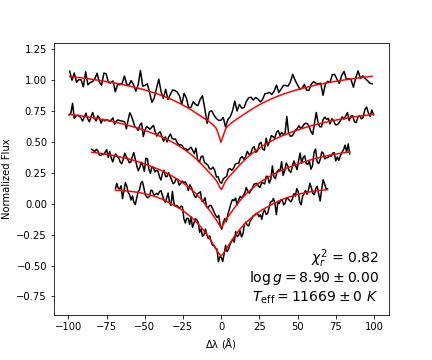 1.25
1.00
0.75
0.50
0.25
0.00
−0.25
−0.50
−0.75
Normalized Flux
χ²ᵣ = 0.82
log g = 8.90 ± 0.00
T_eff = 11669 ± 0 K
−100 −75 −50 −25 0 25 50 75 100
Δλ (Å)